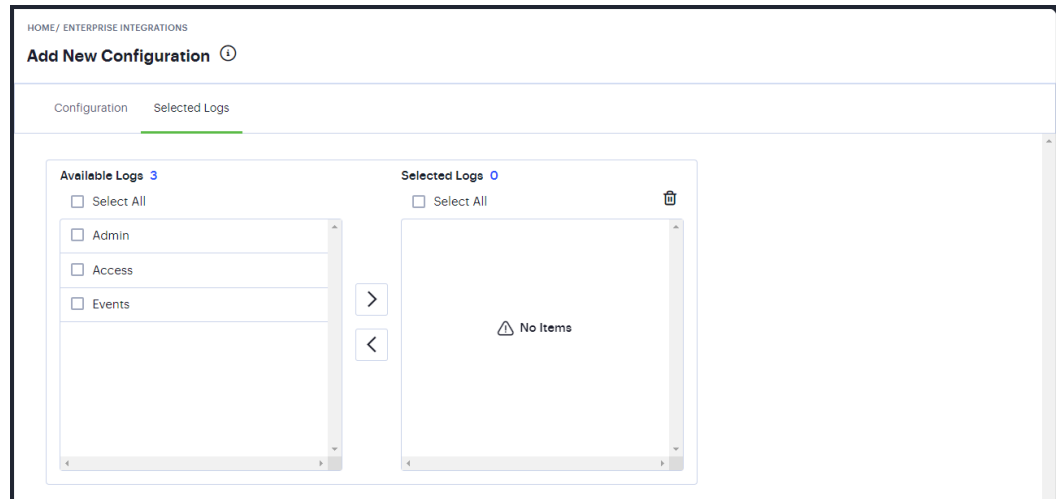 HOME/ ENTERPRISE INTEGRATIONS
Add New Configuration
Configuration Selected Logs
Available Logs 3
Select All
Admin
Access
Events
Selected Logs 0
Select All
No Items